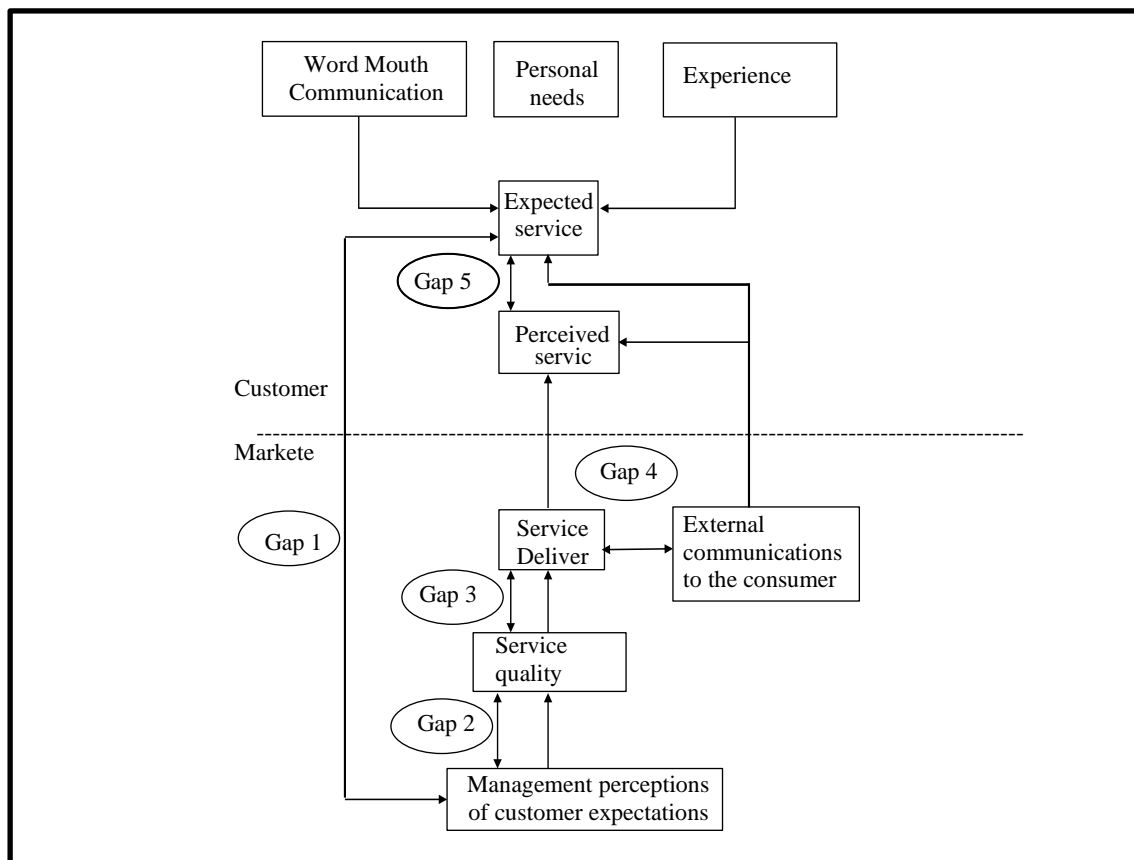 Word Mouth
Communication
Personal
needs
Experience
Expected
service
Gap 5
Perceived
servic
Customer
Markete
Gap 4
Gap 1
Service
Deliver
External
communications
to the consumer
Gap 3
Service
quality
Gap 2
Management perceptions
of customer expectations